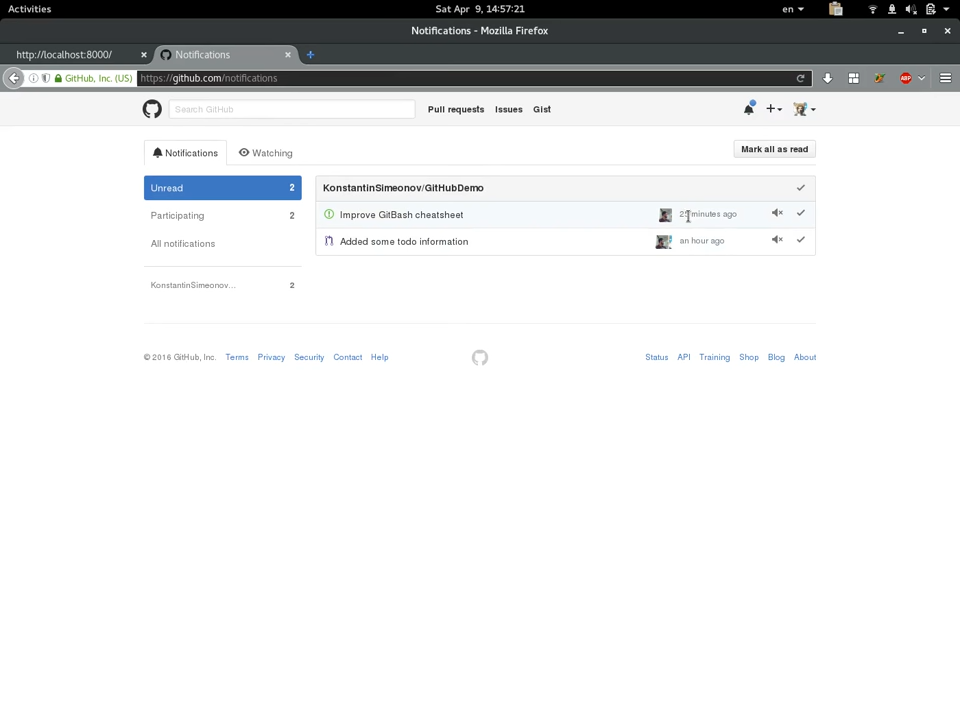 Activities
Sat Apr 9, 14:57:21
en
Notifications - Mozilla Firefox
http://localhost:8000/
Notifications
GitHub, Inc. (US)
https://github.com/notifications
ABP
Search GitHub
Pull requests
Issues
Gist
Notifications
Watching
Mark all as read
Unread 2
Participating 2
All notifications
KonstantinSimeonov... 2
KonstantinSimeonov/GitHubDemo
Improve GitBash cheatsheet
minutes ago
Added some todo information
an hour ago
© 2016 GitHub, Inc. Terms Privacy Security Contact Help
Status API Training Shop Blog About